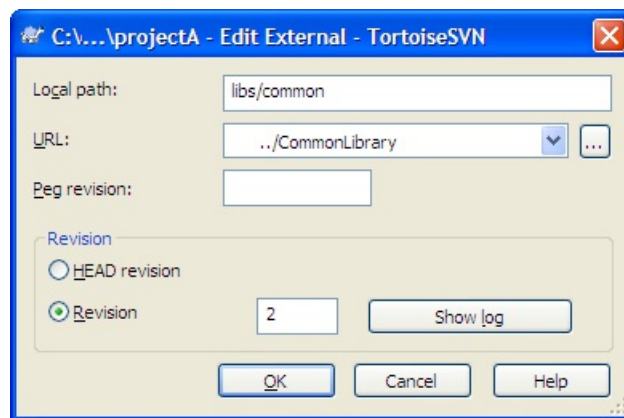 C:\...\projectA - Edit External - TortoiseSVN
Local path: libs/common
URL: ../CommonLibrary ...
Peg revision:
Revision
HEAD revision
Revision 2 Show log
OK Cancel Help